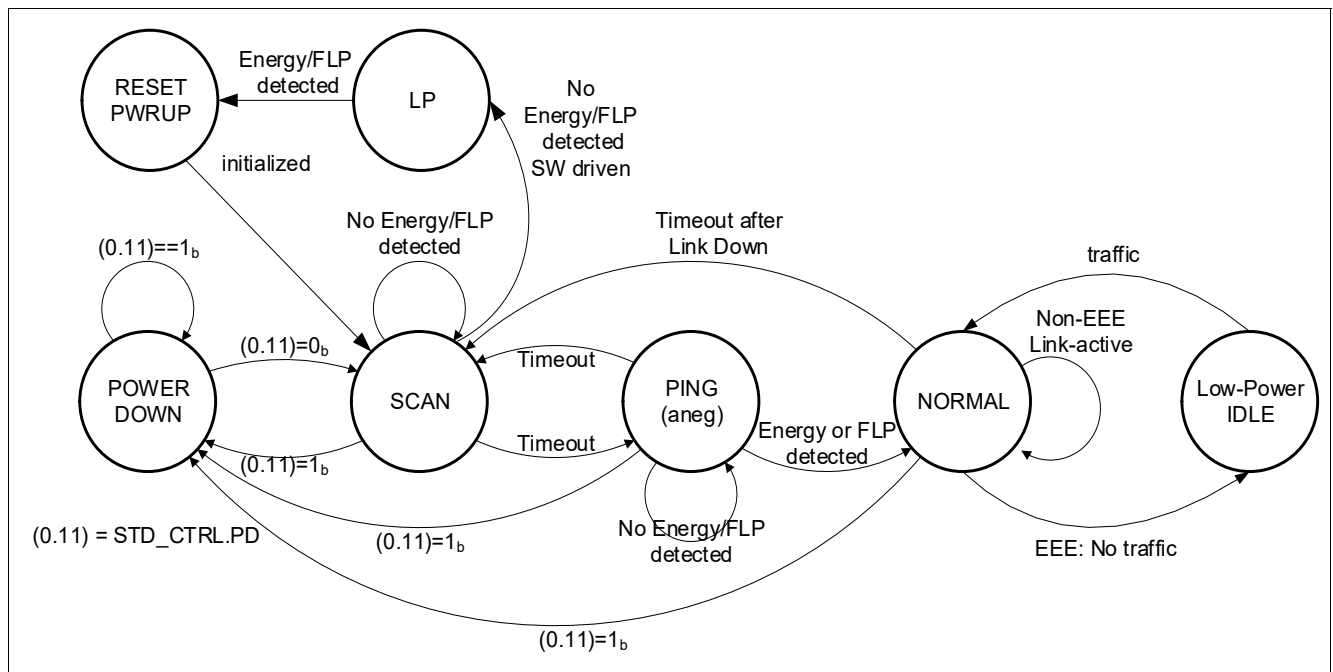 Energy/FLP
detected
RESET
PWRUP
LP
No
Energy/FLP
detected
SW driven
initialized
No Energy/FLP
detected
Timeout after
Link Down
(0.11)==1b
traffic
Non-EEE
Link-active
(0.11)=0b
Timeout
POWER
DOWN
SCAN
PING
(aneg)
NORMAL
Low-Power
IDLE
Energy or FLP
detected
Timeout
(0.11)=1b
No Energy/FLP
detected
(0.11) = STD_CTRL.PD
(0.11)=1b
EEE: No traffic
(0.11)=1b